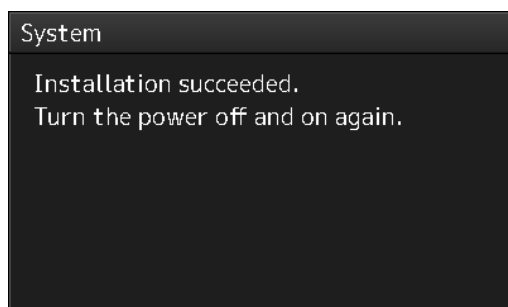 System
Installation succeeded.
Turn the power off and on again.